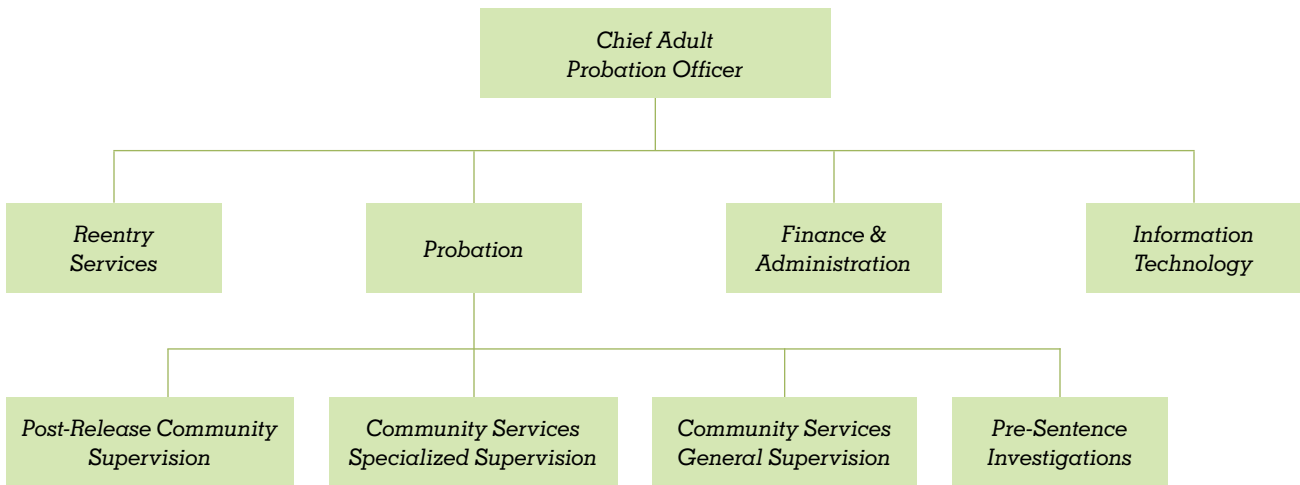 Chief Adult
Probation Officer
Reentry
Services
Probation
Finance &
Administration
Information
Technology
Post-Release Community
Supervision
Community Services
Specialized Supervision
Community Services
General Supervision
Pre-Sentence
Investigations